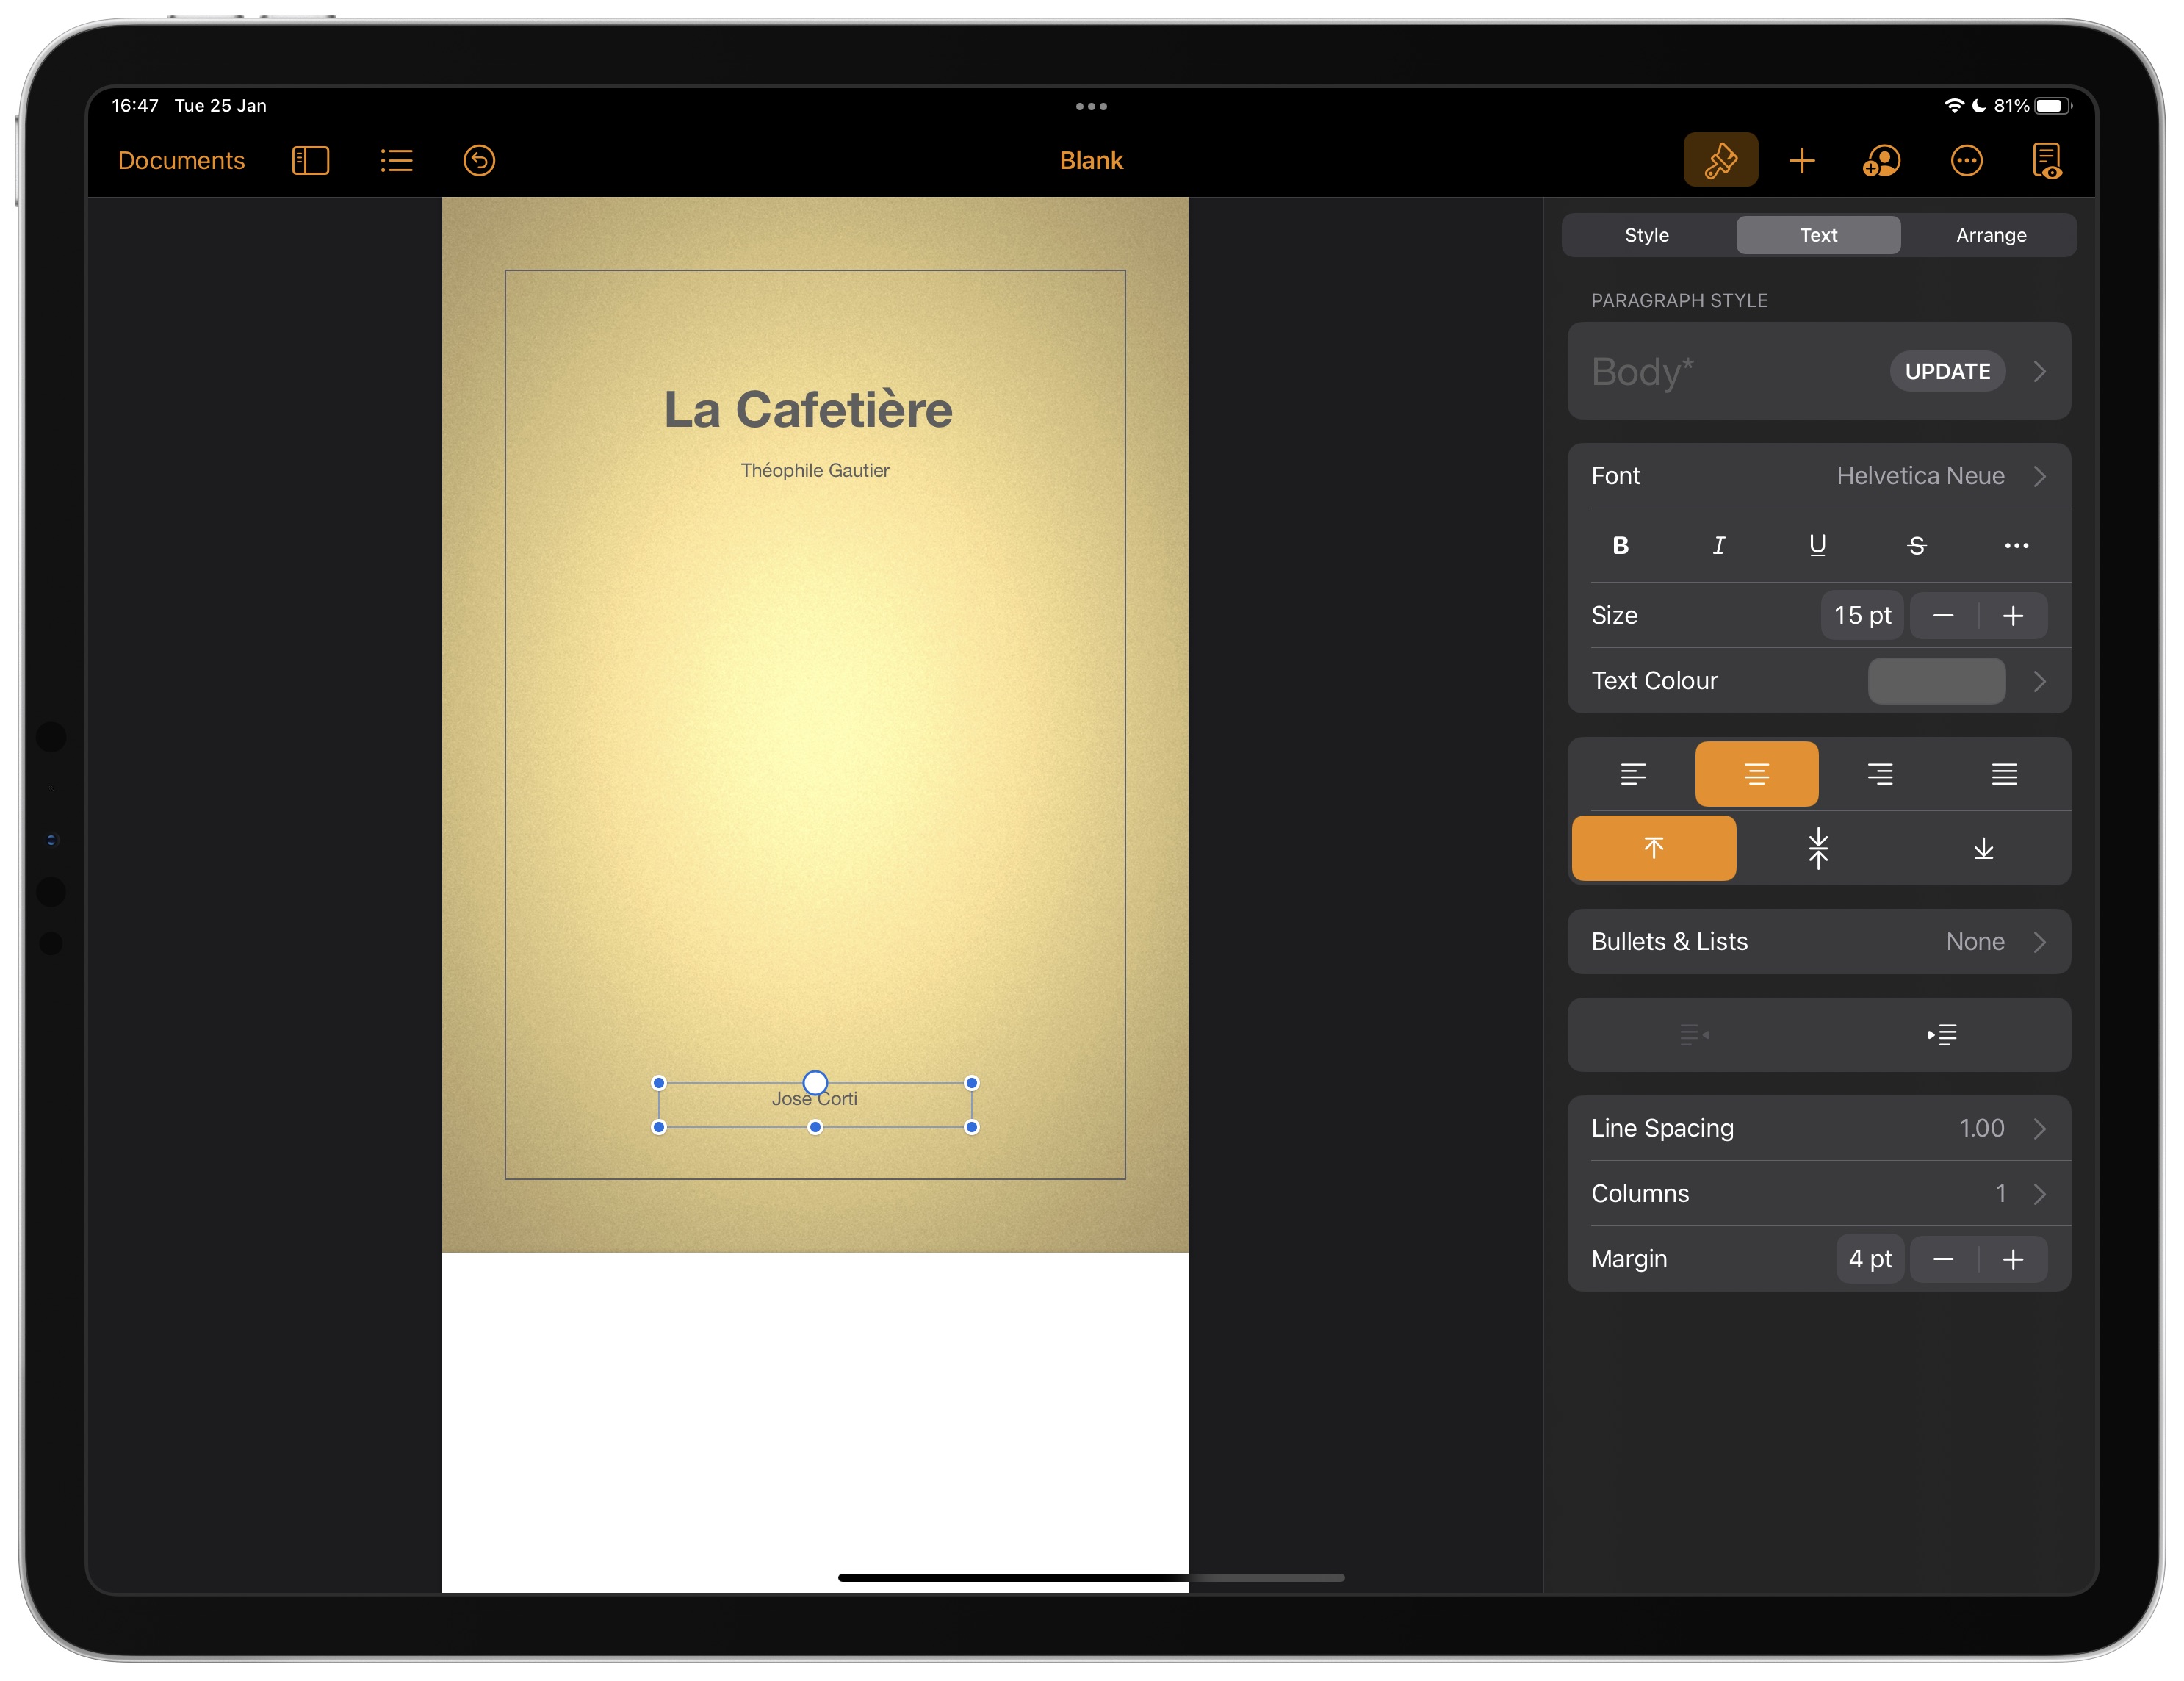 16:47 Tue 25 Jan
81%
Documents
Blank
Style
Text
Arrange
PARAGRAPH STYLE
Body*
UPDATE
Font
Helvetica Neue
B
I
U
S
Size
15 pt
Text Colour
Bullets & Lists
None
Line Spacing
1.00
Columns
1
Margin
4 pt
La Cafetière
Théophile Gautier
José Corti